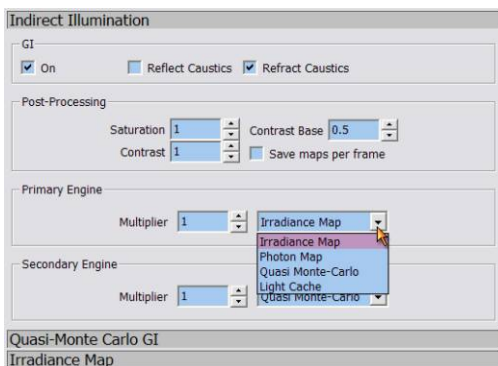 Indirect Illumination
GI
On Reflect Caustics Refract Caustics
Post-Processing
Saturation 1 Contrast Base 0.5
Contrast 1 Save maps per frame
Primary Engine
Multiplier 1 Irradiance Map
Irradiance Map
Photon Map
Quasi Monte-Carlo
Light Cache
Secondary Engine
Multiplier 1 Quasi Monte-Carlo
Quasi-Monte Carlo GI
Irradiance Map